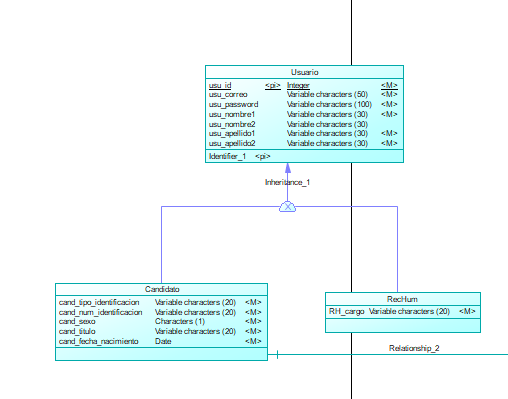 Usuario
usu_id <pi> Integer <M>
usu_correo Variable characters (50) <M>
usu_password Variable characters (100) <M>
usu_nombre1 Variable characters (30) <M>
usu_nombre2 Variable characters (30)
usu_apellido1 Variable characters (30) <M>
usu_apellido2 Variable characters (30) <M>
Identifier_1 <pi>
Inheritance_1
Candidato
cand_tipo_identificacion Variable characters (20) <M>
cand_num_identificacion Variable characters (20) <M>
cand_sexo Characters (1) <M>
cand_titulo Variable characters (20) <M>
cand_fecha_nacimiento Date <M>
RecHum
RH_cargo Variable characters (20) <M>
Relationship_2